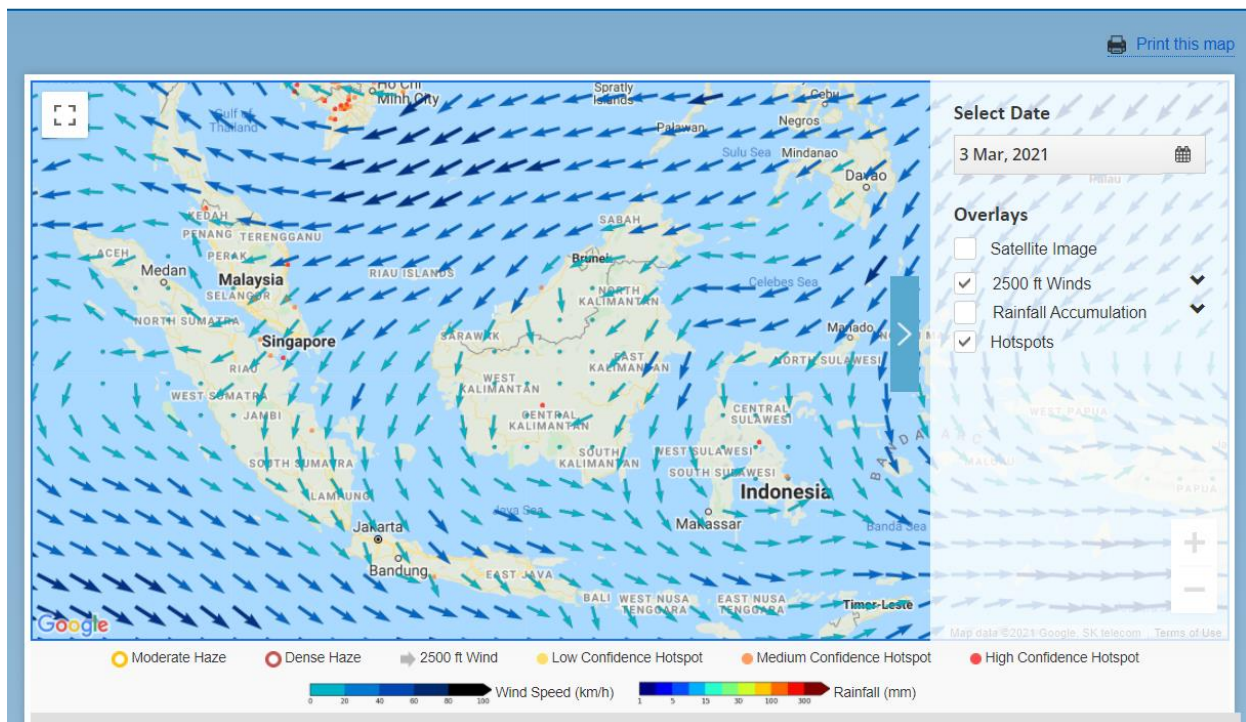 Print this map
Ho Chi
Minh City
Spratly
Islands
Cebu
Gulf of
Thailand
Palawan
Negros
Sulu Sea
Mindanao
Davao
KEDAH
PENANG
TERENGGANU
SABAH
ACEH
PERAK
Medan
Malaysia
RIAU ISLANDS
Brunei
Celebes Sea
SELANGOR
NORTH
KALIMANTAN
NORTH SUMATRA
Singapore
SARAWAK
Manado
RIAU
EAST
KALIMANTAN
NORTH SULAWESI
WEST SUMATRA
WEST
KALIMANTAN
JAMBI
CENTRAL
KALIMANTAN
CENTRAL
SULAWESI
BANDA ARC
SOUTH SUMATRA
SOUTH
KALIMANTAN
WEST SULAWESI
SOUTH SULAWESI
Indonesia
LAMPUNG
Java Sea
Jakarta
Makassar
Banda Sea
Bandung
EAST JAVA
BALI
WEST NUSA
TENGGARA
EAST NUSA
TENGGARA
Timor-Leste
Google
Select Date
3 Mar, 2021
Palau
Overlays
Satellite Image
2500 ft Winds
Rainfall Accumulation
Hotspots
WEST PAPUA
MALUKU
PAPUA
+
−
Map data ©2021 Google, SK telecom
Terms of Use
Moderate Haze
Dense Haze
2500 ft Wind
Low Confidence Hotspot
Medium Confidence Hotspot
High Confidence Hotspot
0 20 40 60 80 100
Wind Speed (km/h)
1 5 15 30 100 300
Rainfall (mm)